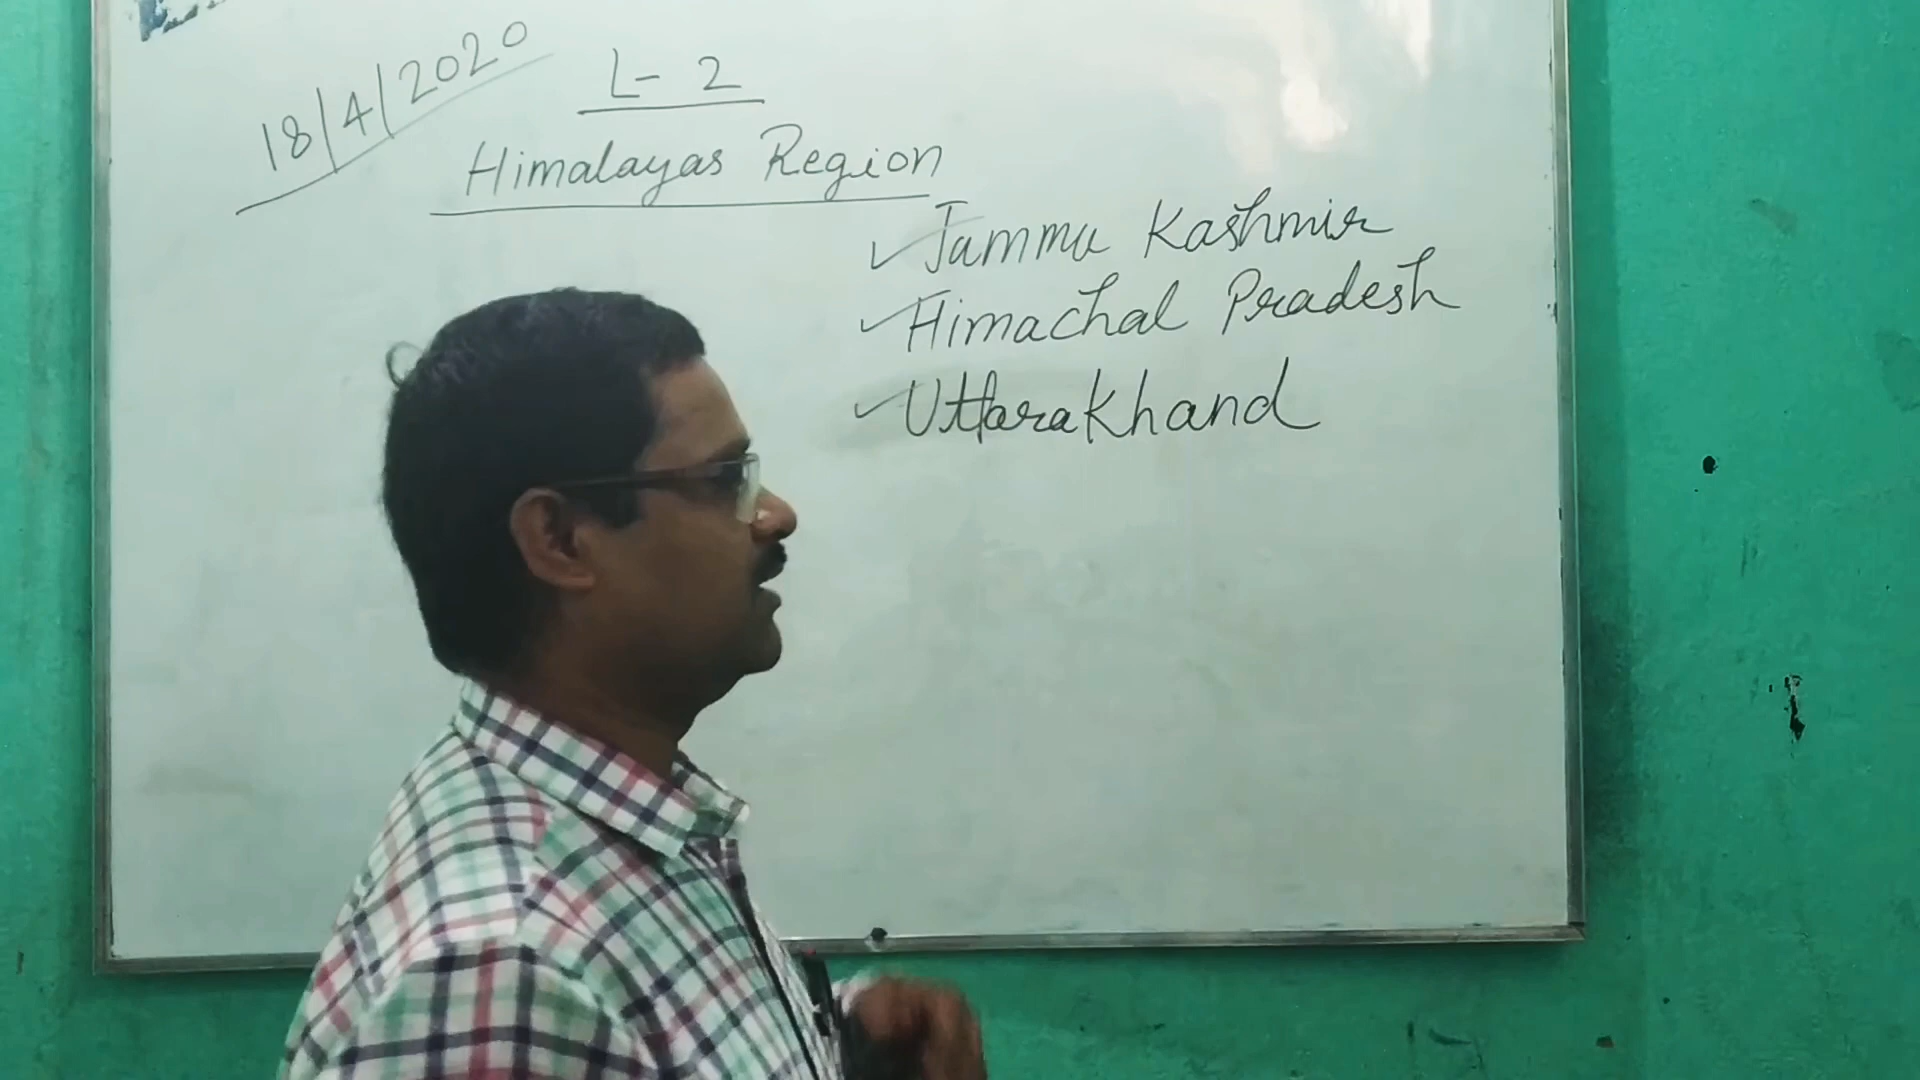 18/4/2020
L- 2
Himalayas Region
Jammu Kashmir
Himachal Pradesh
Uttarakhand